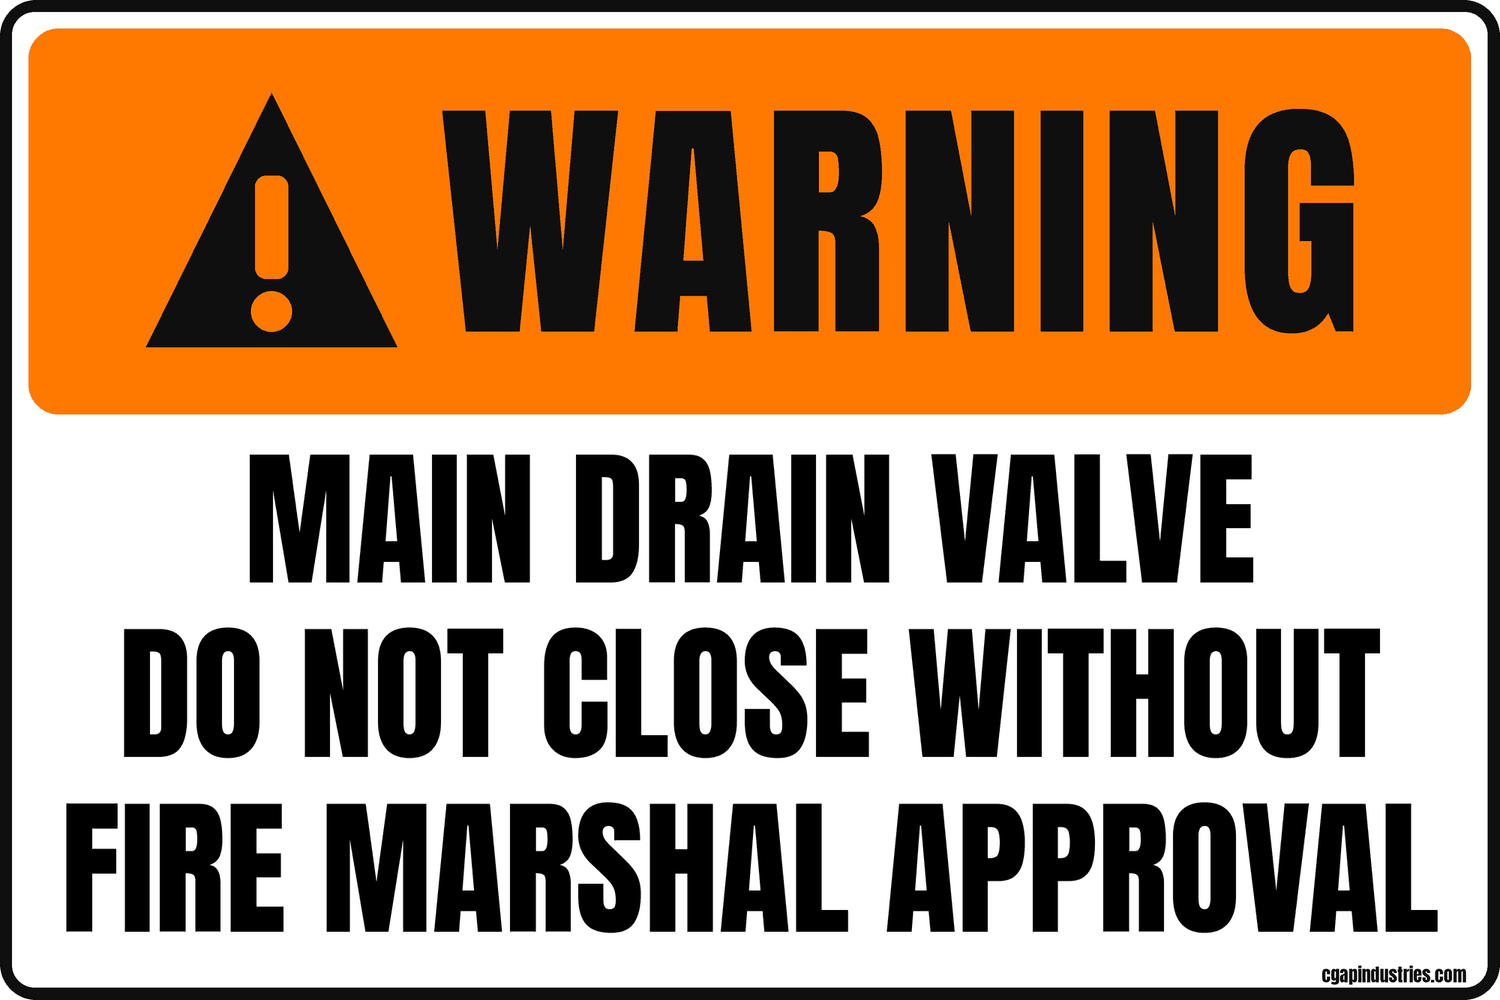 WARNING
MAIN DRAIN VALVE
DO NOT CLOSE WITHOUT
FIRE MARSHAL APPROVAL
cgapindustries.com